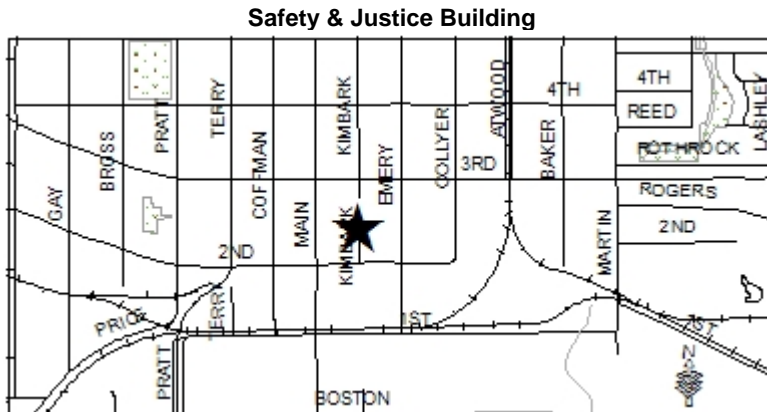 Safety & Justice Building
GAY
BROSS
PRATT
TERRY
COFFMAN
MAIN
KIMBARK
KIMBARK
EMERY
COLLYER
3RD
ATWOOD
4TH
BAKER
4TH
REED
ROTHROCK
LASHLEY
ROGERS
2ND
MARTIN
2ND
PRICE
TERRY
PRATT
1ST
1ST
BOSTON
N